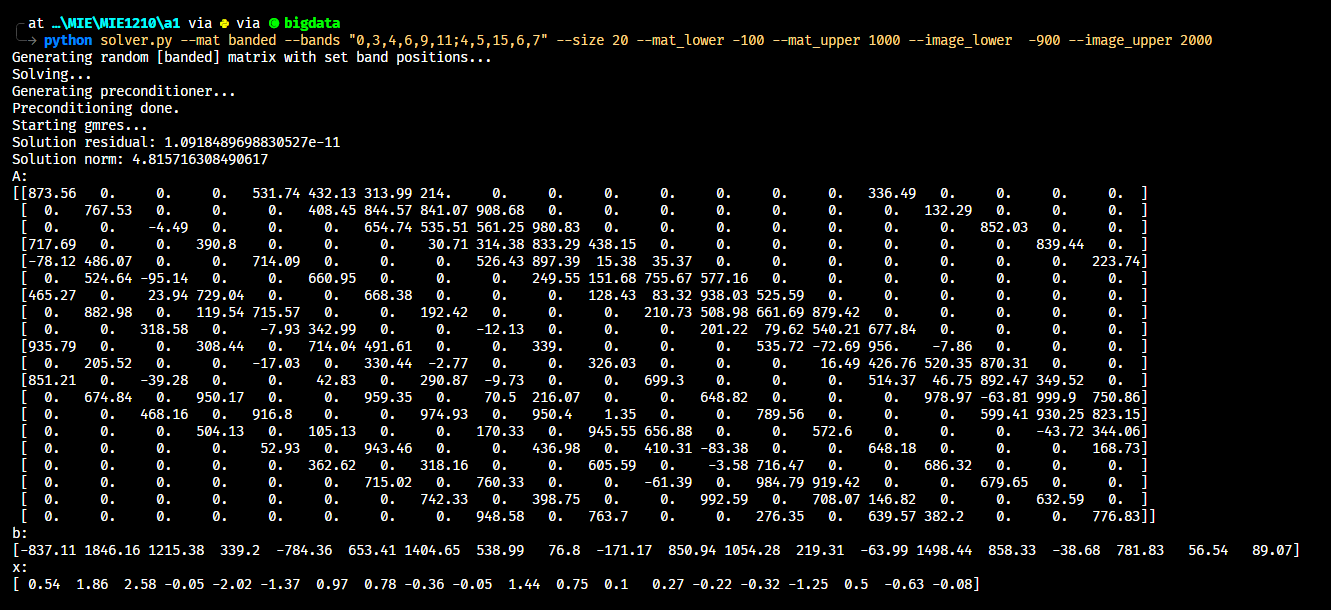 at …\MIE\MIE1210\a1 via via bigdata
→ python solver.py --mat banded --bands "0,3,4,6,9,11;4,5,15,6,7" --size 20 --mat_lower -100 --mat_upper 1000 --image_lower  -900 --image_upper 2000
Generating random [banded] matrix with set band positions...
Solving...
Generating preconditioner...
Preconditioning done.
Starting gmres...
Solution residual: 1.0918489698830527e-11
Solution norm: 4.815716308490617
A:
[[873.56   0.     0.     0.   531.74 432.13 313.99 214.     0.     0.     0.     0.     0.     0.     0.   336.49   0.     0.     0.     0.  ]
 [  0.   767.53   0.     0.     0.   408.45 844.57 841.07 908.68   0.     0.     0.     0.     0.     0.     0.   132.29   0.     0.     0.  ]
 [  0.     0.    -4.49   0.     0.     0.   654.74 535.51 561.25 980.83   0.     0.     0.     0.     0.     0.     0.   852.03   0.     0.  ]
 [717.69   0.     0.   390.8    0.     0.     0.    30.71 314.38 833.29 438.15   0.     0.     0.     0.     0.     0.     0.   839.44   0.  ]
 [-78.12 486.07   0.     0.   714.09   0.     0.     0.   526.43 897.39  15.38  35.37   0.     0.     0.     0.     0.     0.     0.   223.74]
 [  0.   524.64 -95.14   0.     0.   660.95   0.     0.     0.   249.55 151.68 755.67 577.16   0.     0.     0.     0.     0.     0.     0.  ]
 [465.27   0.    23.94 729.04   0.     0.   668.38   0.     0.     0.   128.43  83.32 938.03 525.59   0.     0.     0.     0.     0.     0.  ]
 [  0.   882.98   0.   119.54 715.57   0.     0.   192.42   0.     0.     0.   210.73 508.98 661.69 879.42   0.     0.     0.     0.     0.  ]
 [  0.     0.   318.58   0.    -7.93 342.99   0.     0.   -12.13   0.     0.     0.   201.22  79.62 540.21 677.84   0.     0.     0.     0.  ]
 [935.79   0.     0.   308.44   0.   714.04 491.61   0.     0.   339.     0.     0.     0.   535.72 -72.69 956.    -7.86   0.     0.     0.  ]
 [  0.   205.52   0.     0.   -17.03   0.   330.44  -2.77   0.     0.   326.03   0.     0.     0.    16.49 426.76 520.35 870.31   0.     0.  ]
 [851.21   0.   -39.28   0.     0.    42.83   0.   290.87  -9.73   0.     0.   699.3    0.     0.     0.   514.37  46.75 892.47 349.52   0.  ]
 [  0.   674.84   0.   950.17   0.     0.   959.35   0.    70.5  216.07   0.     0.   648.82   0.     0.     0.   978.97 -63.81 999.9  750.86]
 [  0.     0.   468.16   0.   916.8    0.     0.   974.93   0.   950.4    1.35   0.     0.   789.56   0.     0.     0.   599.41 930.25 823.15]
 [  0.     0.     0.   504.13   0.   105.13   0.     0.   170.33   0.   945.55 656.88   0.     0.   572.6    0.     0.     0.   -43.72 344.06]
 [  0.     0.     0.     0.    52.93   0.   943.46   0.     0.   436.98   0.   410.31 -83.38   0.     0.   648.18   0.     0.     0.   168.73]
 [  0.     0.     0.     0.     0.   362.62   0.   318.16   0.     0.   605.59   0.    -3.58 716.47   0.     0.   686.32   0.     0.     0.  ]
 [  0.     0.     0.     0.     0.     0.   715.02   0.   760.33   0.     0.   -61.39   0.   984.79 919.42   0.     0.   679.65   0.     0.  ]
 [  0.     0.     0.     0.     0.     0.     0.   742.33   0.   398.75   0.     0.   992.59   0.   708.07 146.82   0.     0.   632.59   0.  ]
 [  0.     0.     0.     0.     0.     0.     0.     0.   948.58   0.   763.7    0.     0.   276.35   0.   639.57 382.2    0.     0.   776.83]]
b:
[-837.11 1846.16 1215.38  339.2  -784.36  653.41 1404.65  538.99   76.8  -171.17  850.94 1054.28  219.31  -63.99 1498.44  858.33  -38.68  781.83   56.54   89.07]
x:
[ 0.54  1.86  2.58 -0.05 -2.02 -1.37  0.97  0.78 -0.36 -0.05  1.44  0.75  0.1   0.27 -0.22 -0.32 -1.25  0.5  -0.63 -0.08]